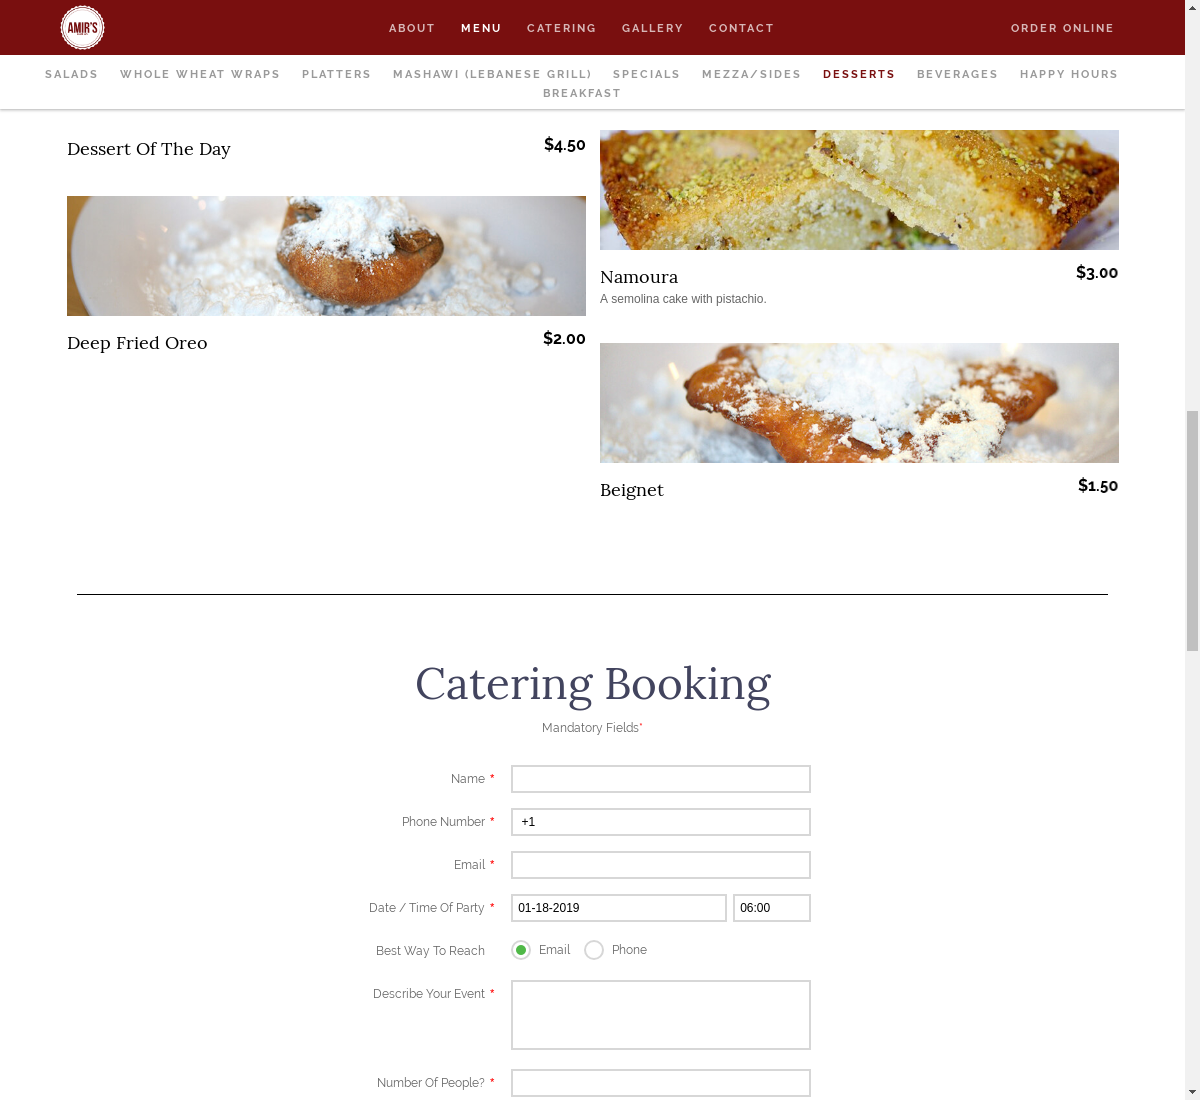 AMIR'S
ABOUT MENU CATERING GALLERY CONTACT ORDER ONLINE
SALADS WHOLE WHEAT WRAPS PLATTERS MASHAWI (LEBANESE GRILL) SPECIALS MEZZA/SIDES DESSERTS BEVERAGES HAPPY HOURS
BREAKFAST
Dessert Of The Day $4.50
Deep Fried Oreo $2.00
Namoura $3.00
A semolina cake with pistachio.
Beignet $1.50
Catering Booking
Mandatory Fields*
Name *
Phone Number * +1
Email *
Date / Time Of Party * 01-18-2019 06:00
Best Way To Reach Email Phone
Describe Your Event *
Number Of People? *